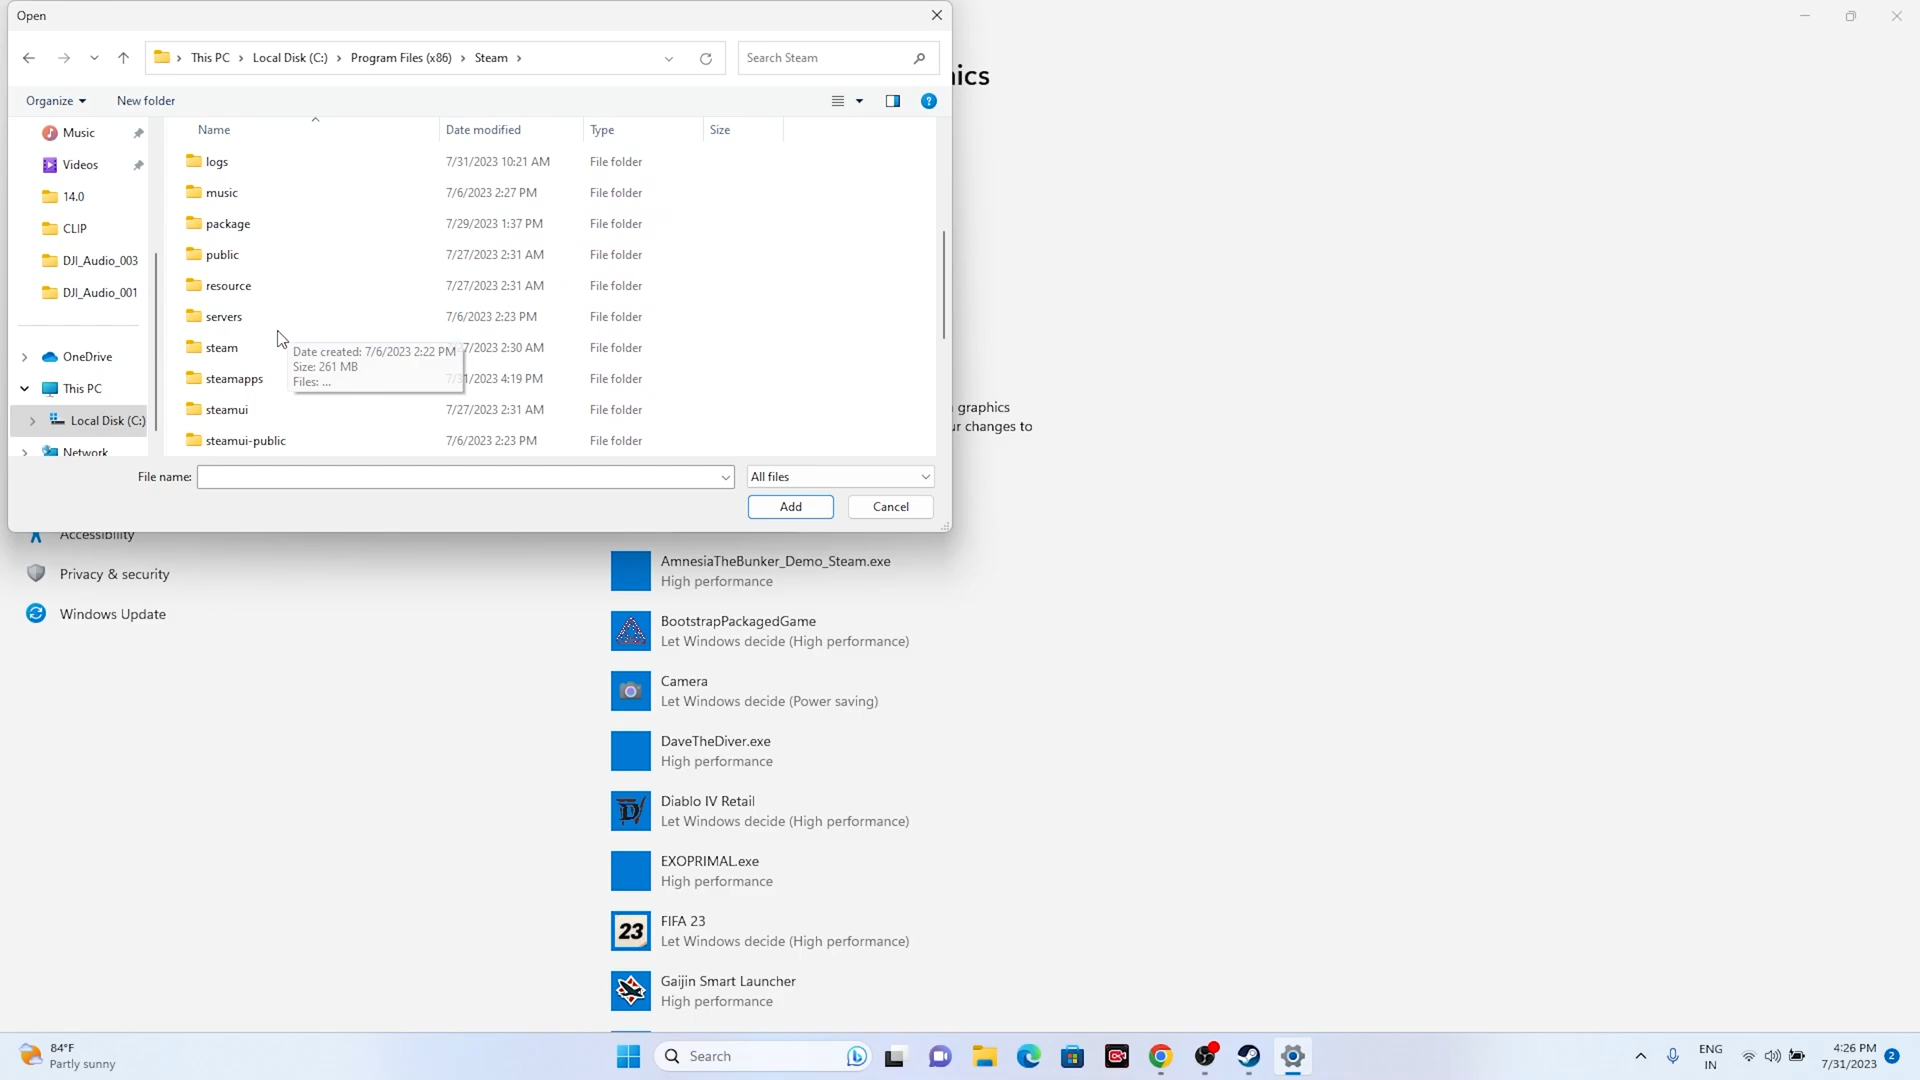 Open
This PC
Local Disk (C:)
Program Files (x86)
Steam
Search Steam
Organize
New folder
Music
Videos
14.0
CLIP
DJI_Audio_003
DJI_Audio_001
OneDrive
This PC
Local Disk (C:)
Network
Name Date modified Type Size
logs 7/31/2023 10:21 AM File folder
music 7/6/2023 2:27 PM File folder
package 7/29/2023 1:37 PM File folder
public 7/27/2023 2:31 AM File folder
resource 7/27/2023 2:31 AM File folder
servers 7/6/2023 2:23 PM File folder
steam 7/2023 2:30 AM File folder
steamapps 7/31/2023 4:19 PM File folder
steamui 7/27/2023 2:31 AM File folder
steamui-public 7/6/2023 2:23 PM File folder
Date created: 7/6/2023 2:22 PM
Size: 261 MB
Files: ...
File name:
All files
Add
Cancel
ics
graphics
ur changes to
Accessibility
Privacy & security
Windows Update
AmnesiaTheBunker_Demo_Steam.exe
High performance
BootstrapPackagedGame
Let Windows decide (High performance)
Camera
Let Windows decide (Power saving)
DaveTheDiver.exe
High performance
Diablo IV Retail
Let Windows decide (High performance)
EXOPRIMAL.exe
High performance
23
FIFA 23
Let Windows decide (High performance)
Gaijin Smart Launcher
High performance
84°F
Partly sunny
Search
ENG
IN
4:26 PM
7/31/2023
2